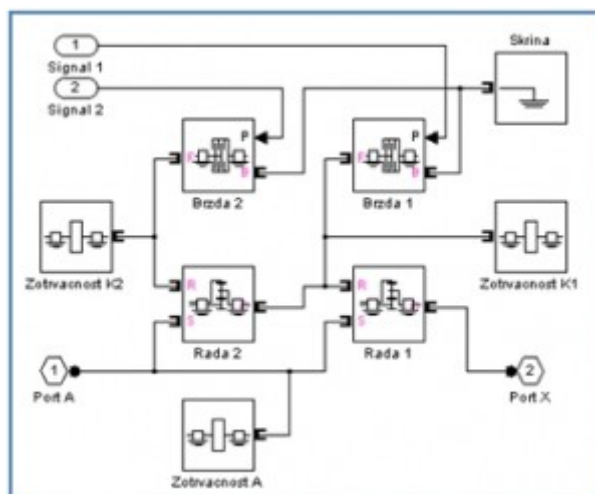 1
Signal 1
Skrina
2
Signal 2
P
P
F
B
F
B
Brzda 2
Brzda 1
Zotrvacnost K2
Zotrvacnost K1
R
R
S
S
Rada 2
Rada 1
1
2
Port A
Port X
Zotrvacnost A